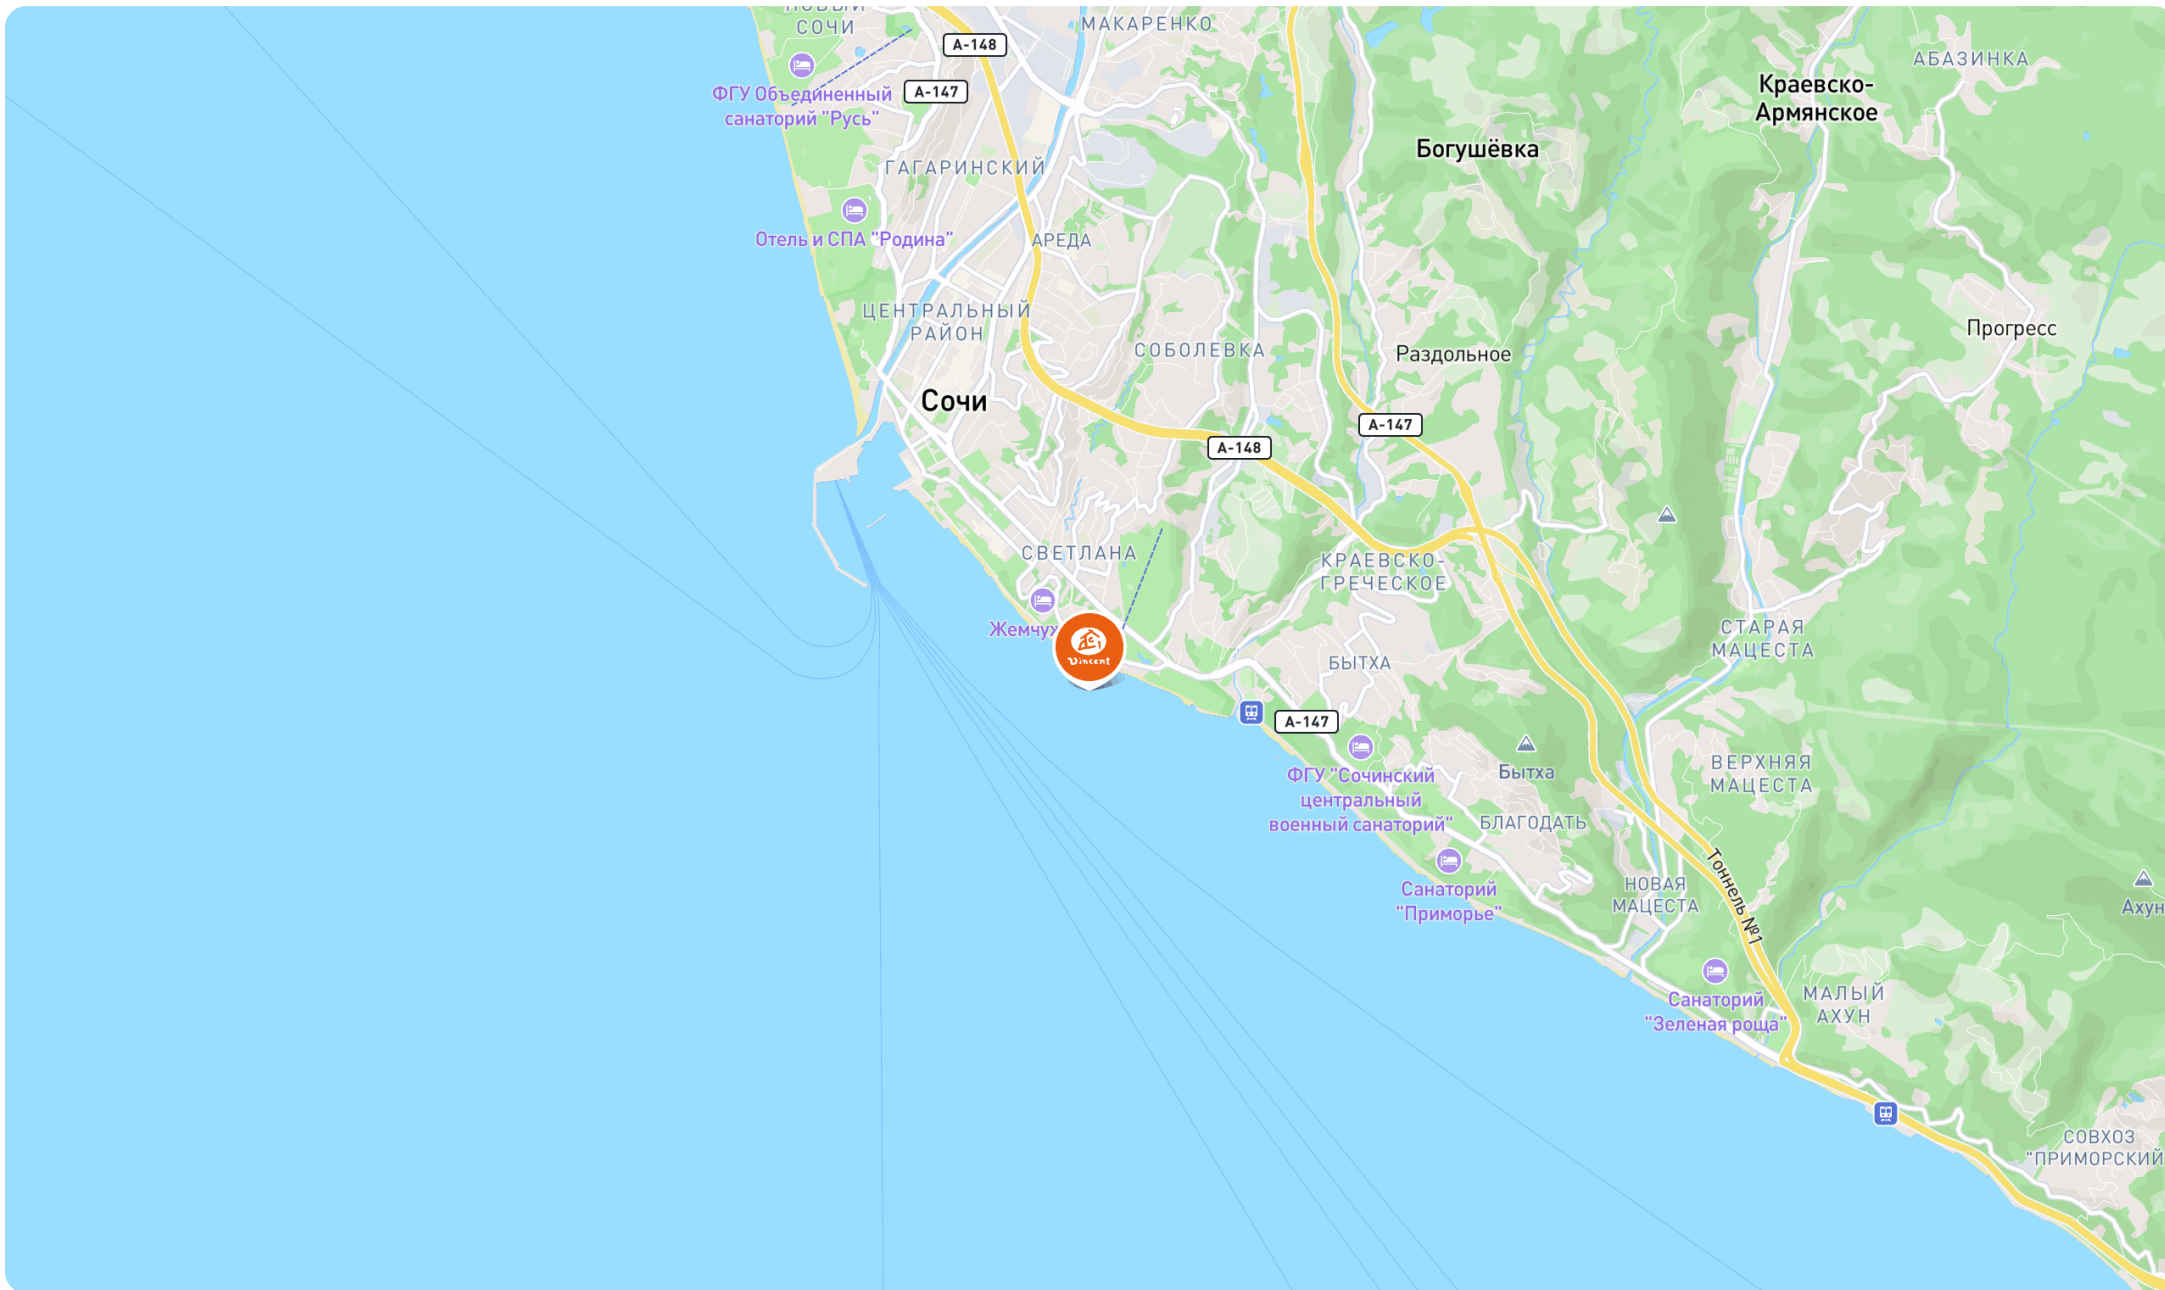 НОВЫЙ
СОЧИ
МАКАРЕНКО
А-148
АБАЗИНКА
ФГУ Объединенный
санаторий "Русь"
А-147
Краевско-
Армянское
Богушёвка
ГАГАРИНСКИЙ
Отель и СПА "Родина"
АРЕДА
ЦЕНТРАЛЬНЫЙ
РАЙОН
Прогресс
СОБОЛЕВКА
Раздольное
Сочи
А-147
А-148
СВЕТЛАНА
КРАЕВСКО-
ГРЕЧЕСКОЕ
Жемчуж
Vincent
СТАРАЯ
МАЦЕСТА
БЫТХА
А-147
ФГУ "Сочинский
центральный
военный санаторий"
Бытха
ВЕРХНЯЯ
МАЦЕСТА
БЛАГОДАТЬ
Тоннель №1
Санаторий
"Приморье"
НОВАЯ
МАЦЕСТА
Ахун
Санаторий
"Зеленая роща"
МАЛЫЙ
АХУН
СОВХОЗ
"ПРИМОРСКИЙ